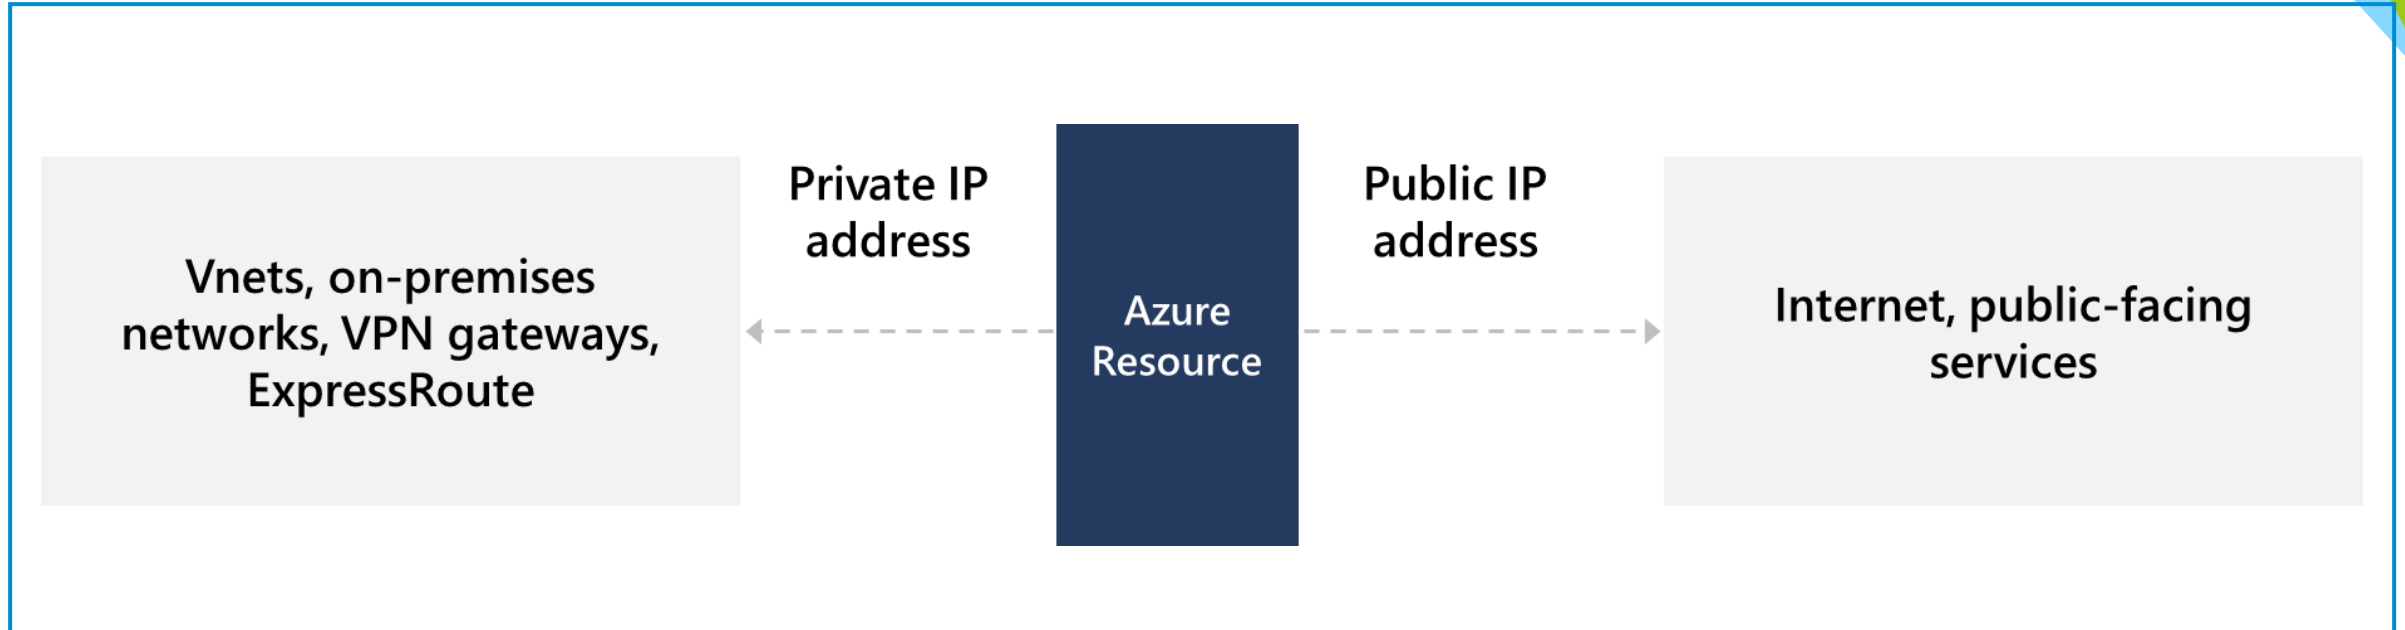 Vnets, on-premises
networks, VPN gateways,
ExpressRoute
Private IP
address
Azure
Resource
Public IP
address
Internet, public-facing
services